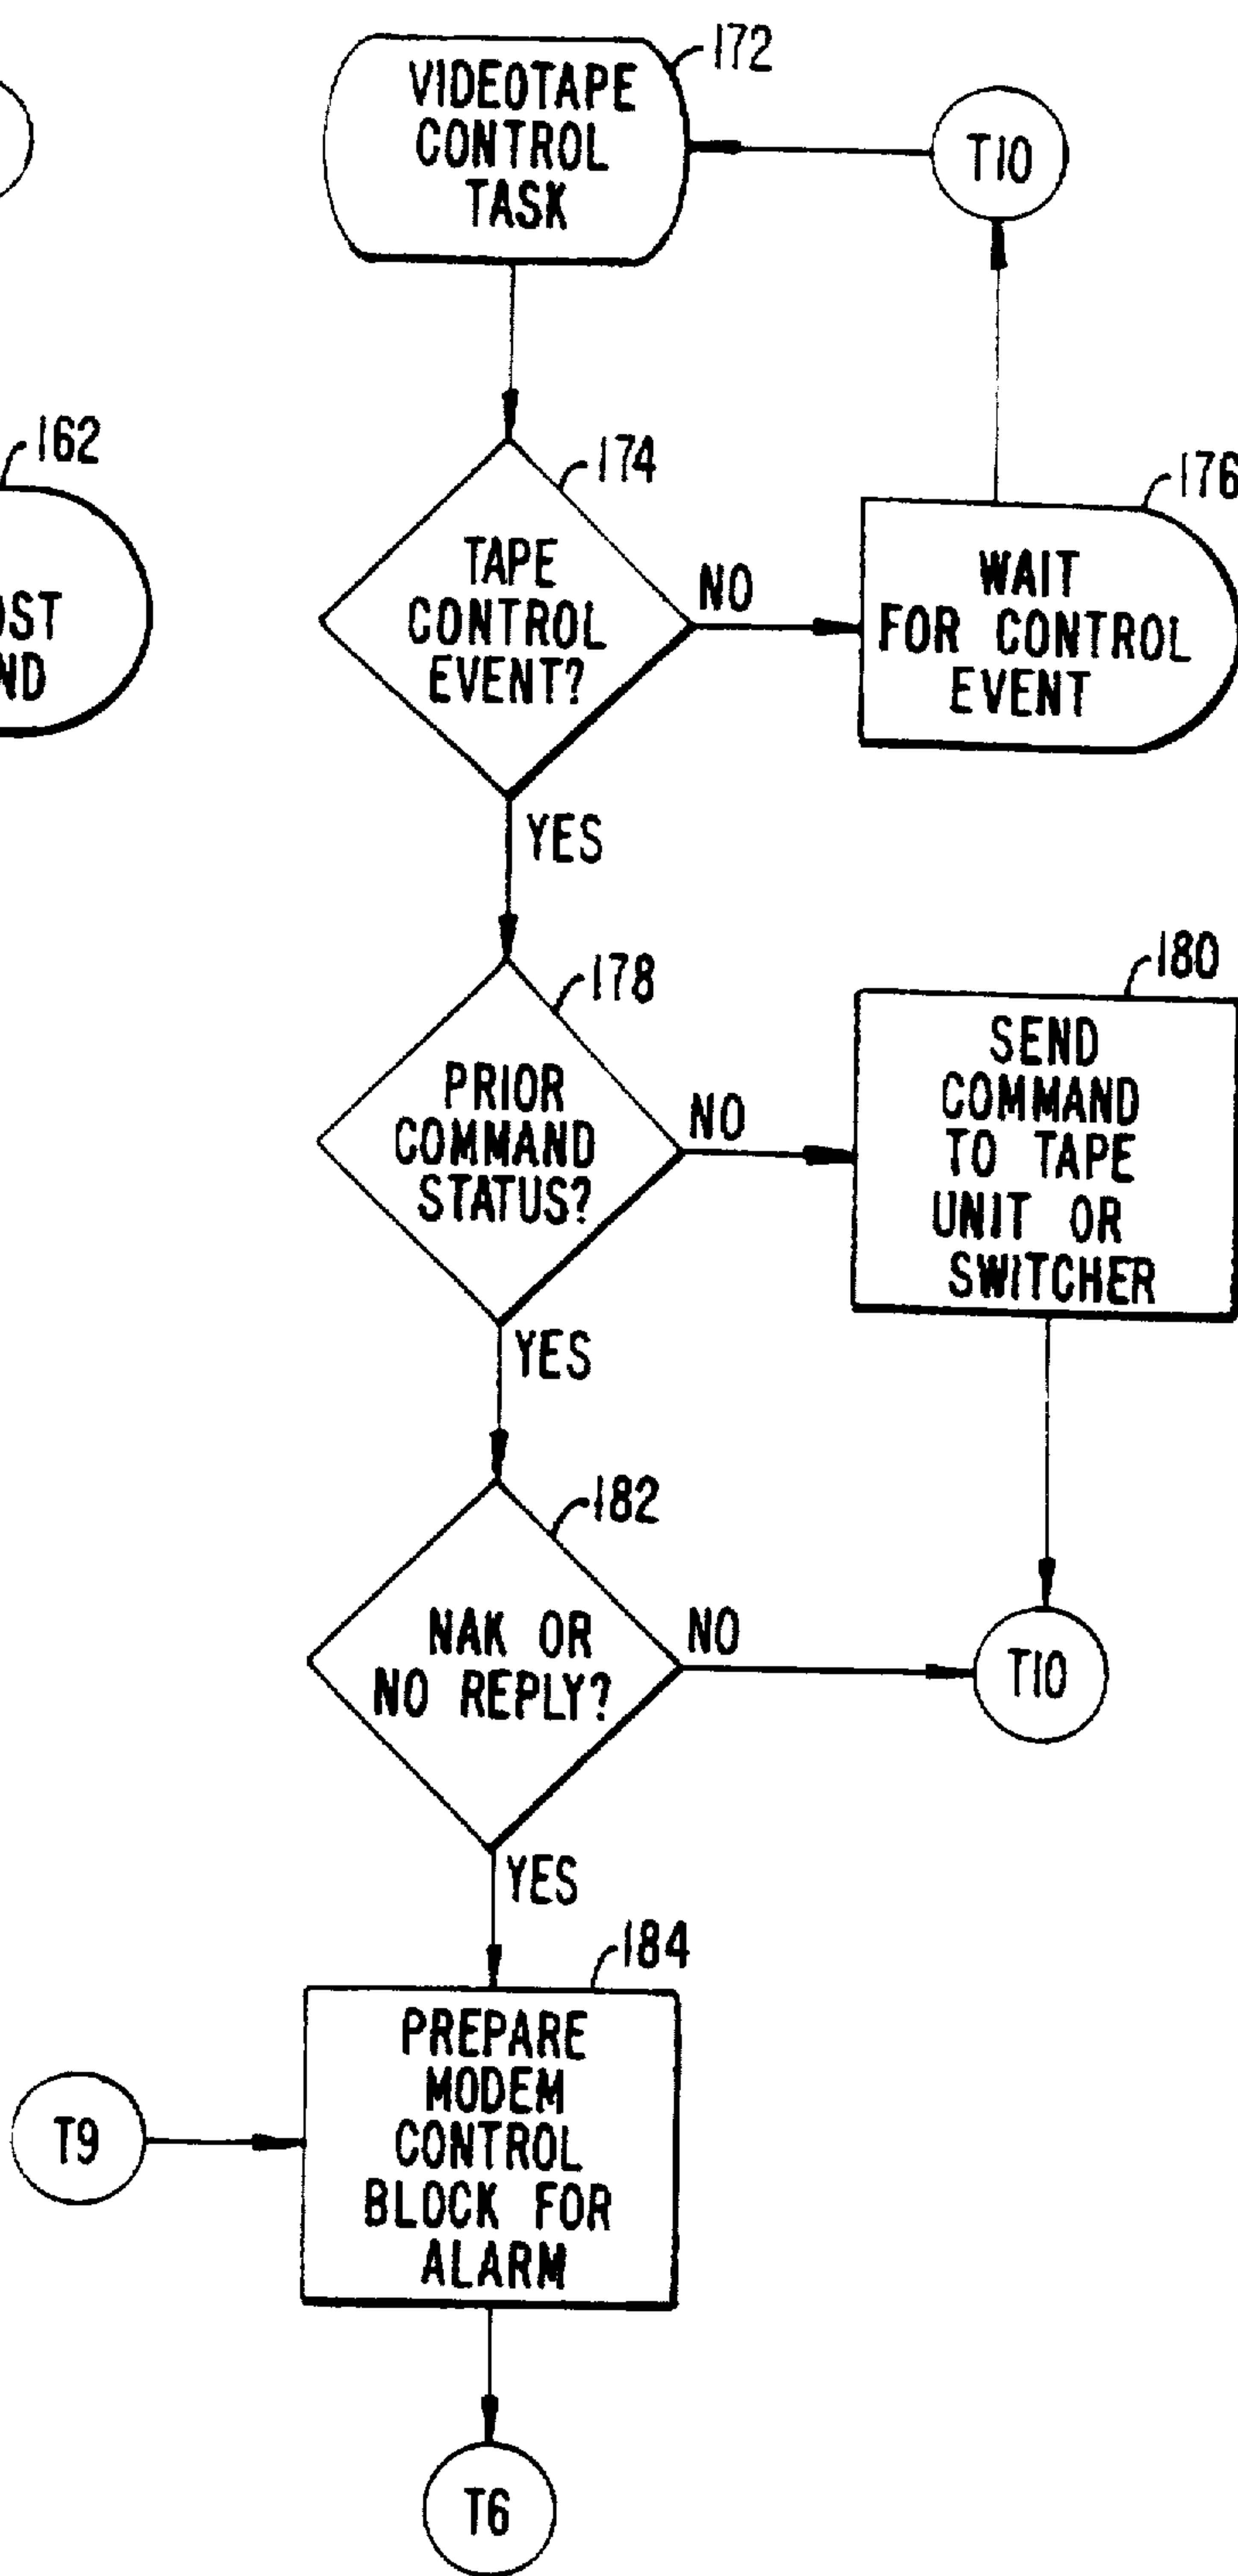 172
VIDEOTAPE
CONTROL
TASK
T10
162
174
TAPE
CONTROL
EVENT?
NO
176
WAIT
FOR CONTROL
EVENT
YES
178
PRIOR
COMMAND
STATUS?
NO
180
SEND
COMMAND
TO TAPE
UNIT OR
SWITCHER
YES
182
NAK OR
NO REPLY?
NO
T10
YES
184
PREPARE
MODEM
CONTROL
BLOCK FOR
ALARM
T9
T6